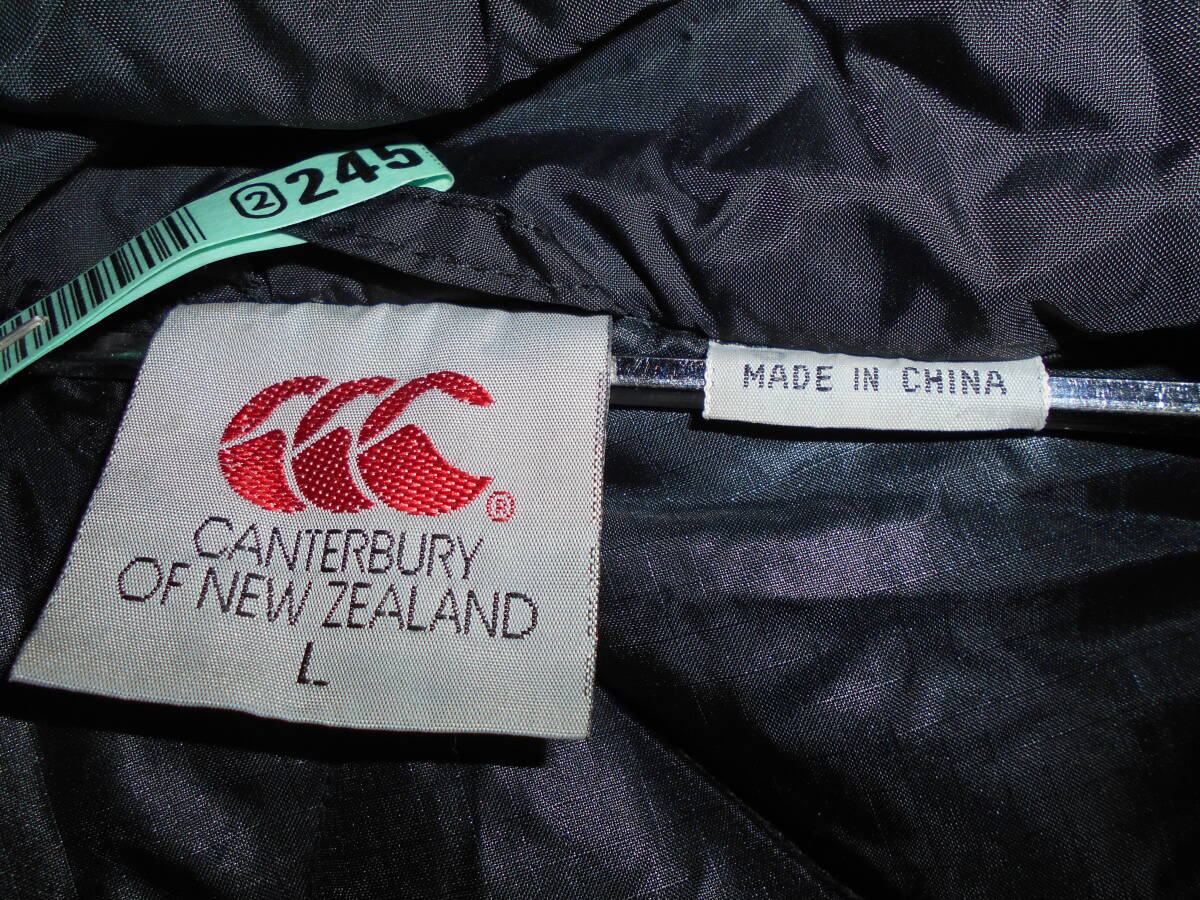 ②245
MADE IN CHINA
®
CANTERBURY
OF NEW ZEALAND
L